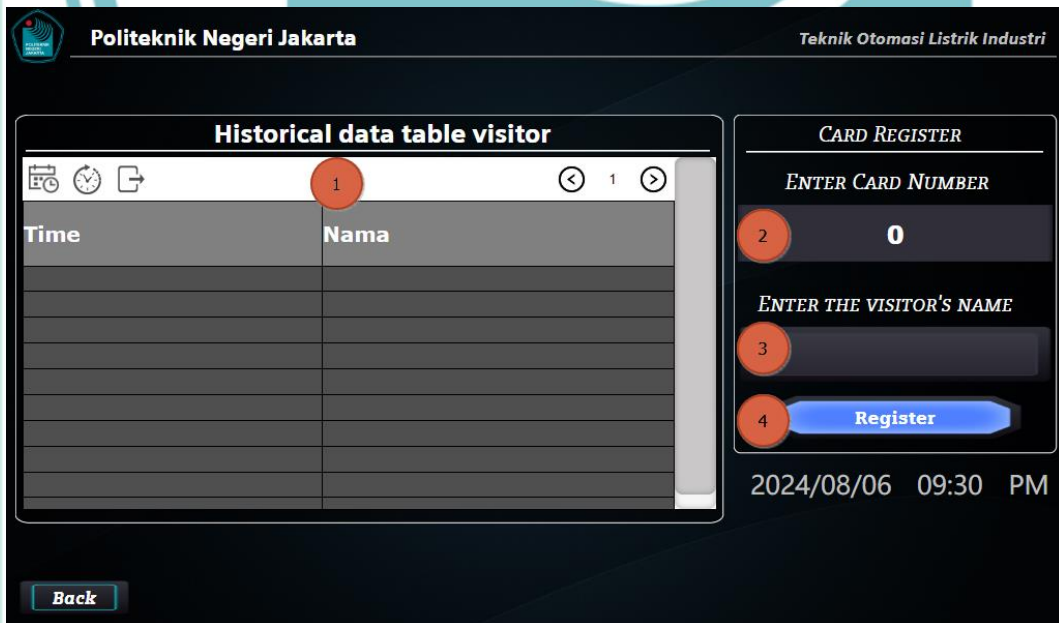 Politeknik Negeri Jakarta
Teknik Otomasi Listrik Industri
Historical data table visitor
1
1
Time
Nama
CARD REGISTER
ENTER CARD NUMBER
2
0
ENTER THE VISITOR'S NAME
3
4
Register
2024/08/06 09:30 PM
Back